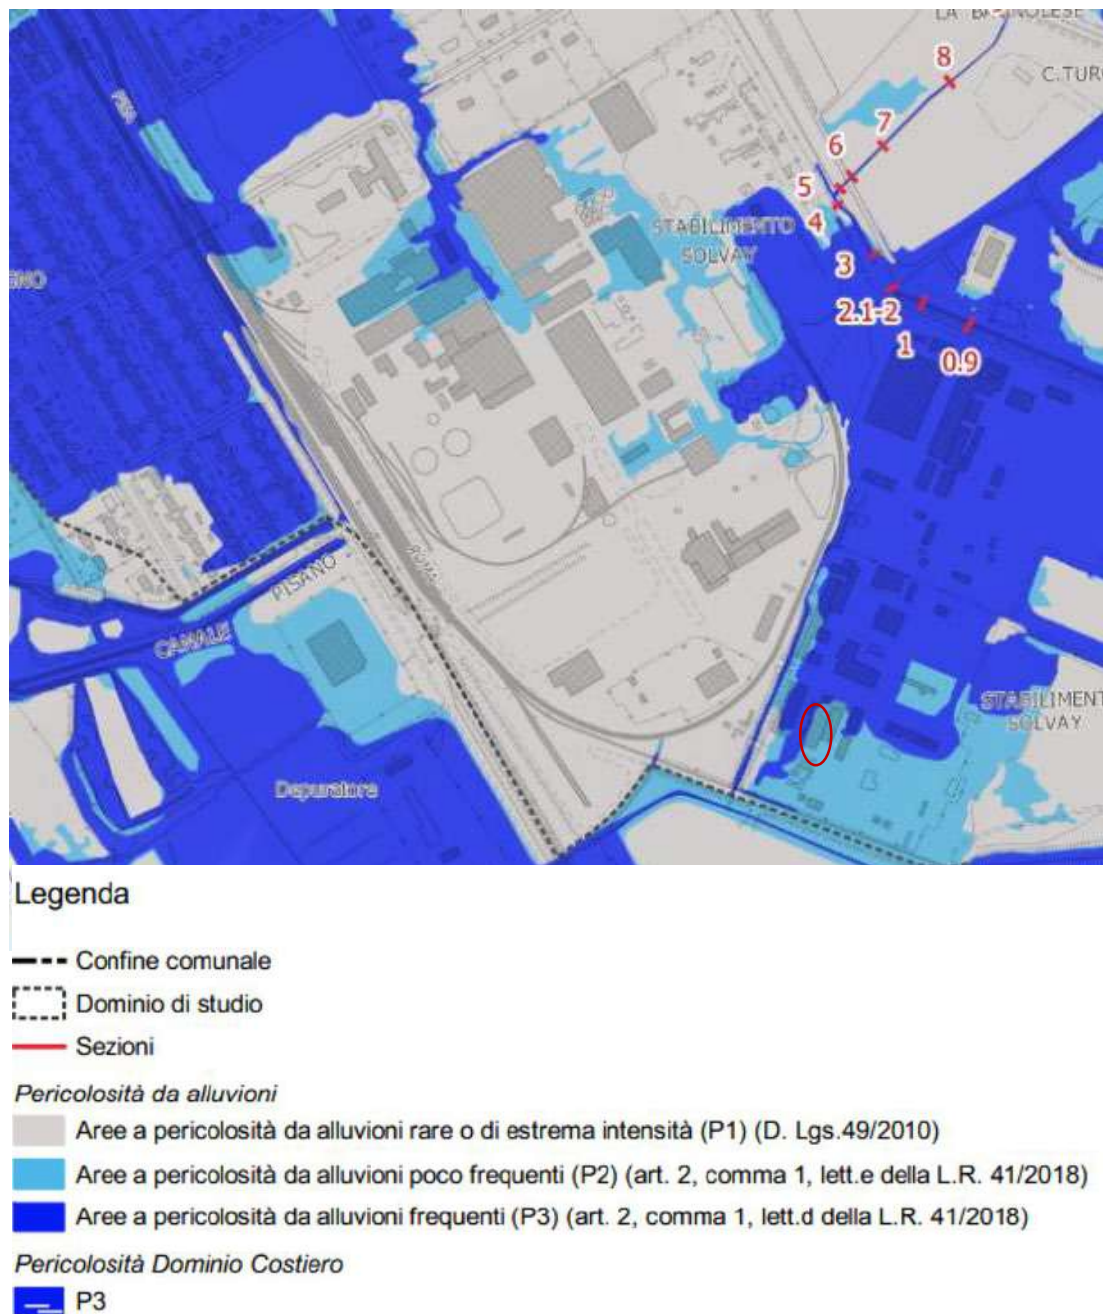 C.TURC
8
7
6
5
4
3
2.1-2
1
0.9
STABILIMENTO
SOLVAY
PISA
ROMA
CANALE
PISANO
Depuratore
STABILIMENT
SOLVAY
Legenda
Confine comunale
Dominio di studio
Sezioni
Pericolosità da alluvioni
Aree a pericolosità da alluvioni rare o di estrema intensità (P1) (D. Lgs.49/2010)
Aree a pericolosità da alluvioni poco frequenti (P2) (art. 2, comma 1, lett.e della L.R. 41/2018)
Aree a pericolosità da alluvioni frequenti (P3) (art. 2, comma 1, lett.d della L.R. 41/2018)
Pericolosità Dominio Costiero
P3